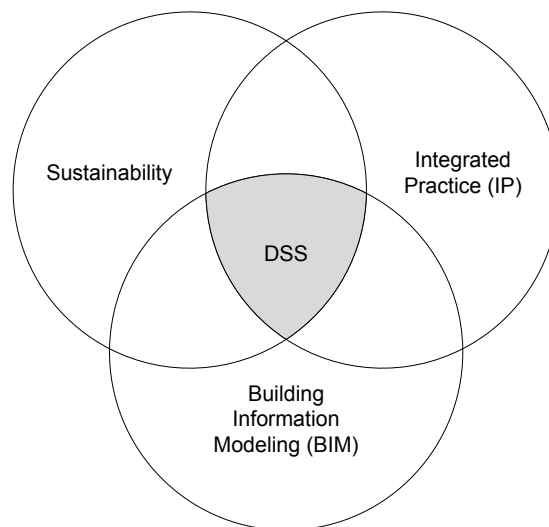 Sustainability
Integrated
Practice (IP)
DSS
Building
Information
Modeling (BIM)